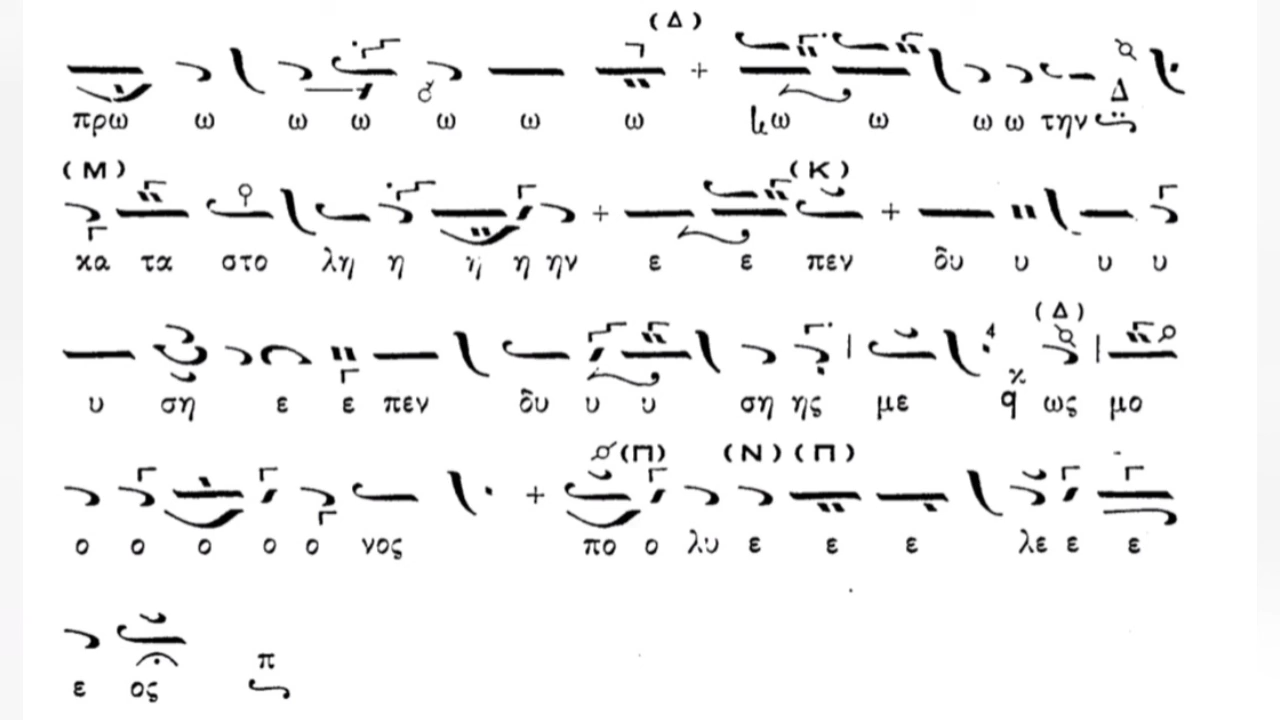 (Δ)
πρω ω ω ω ω ω ω ω ω ω ω την Δ
(Μ) (Κ)
κα τα στο λη η η η ην ε ε πεν δυ υ υ υ
(Δ)
υ ση ε ε πεν δυ υ υ ση ης με q ως μο
(Π) (Ν) (Π)
ο ο ο ο ο νος πο ο λυ ε ε ε λε ε ε
ε ος π